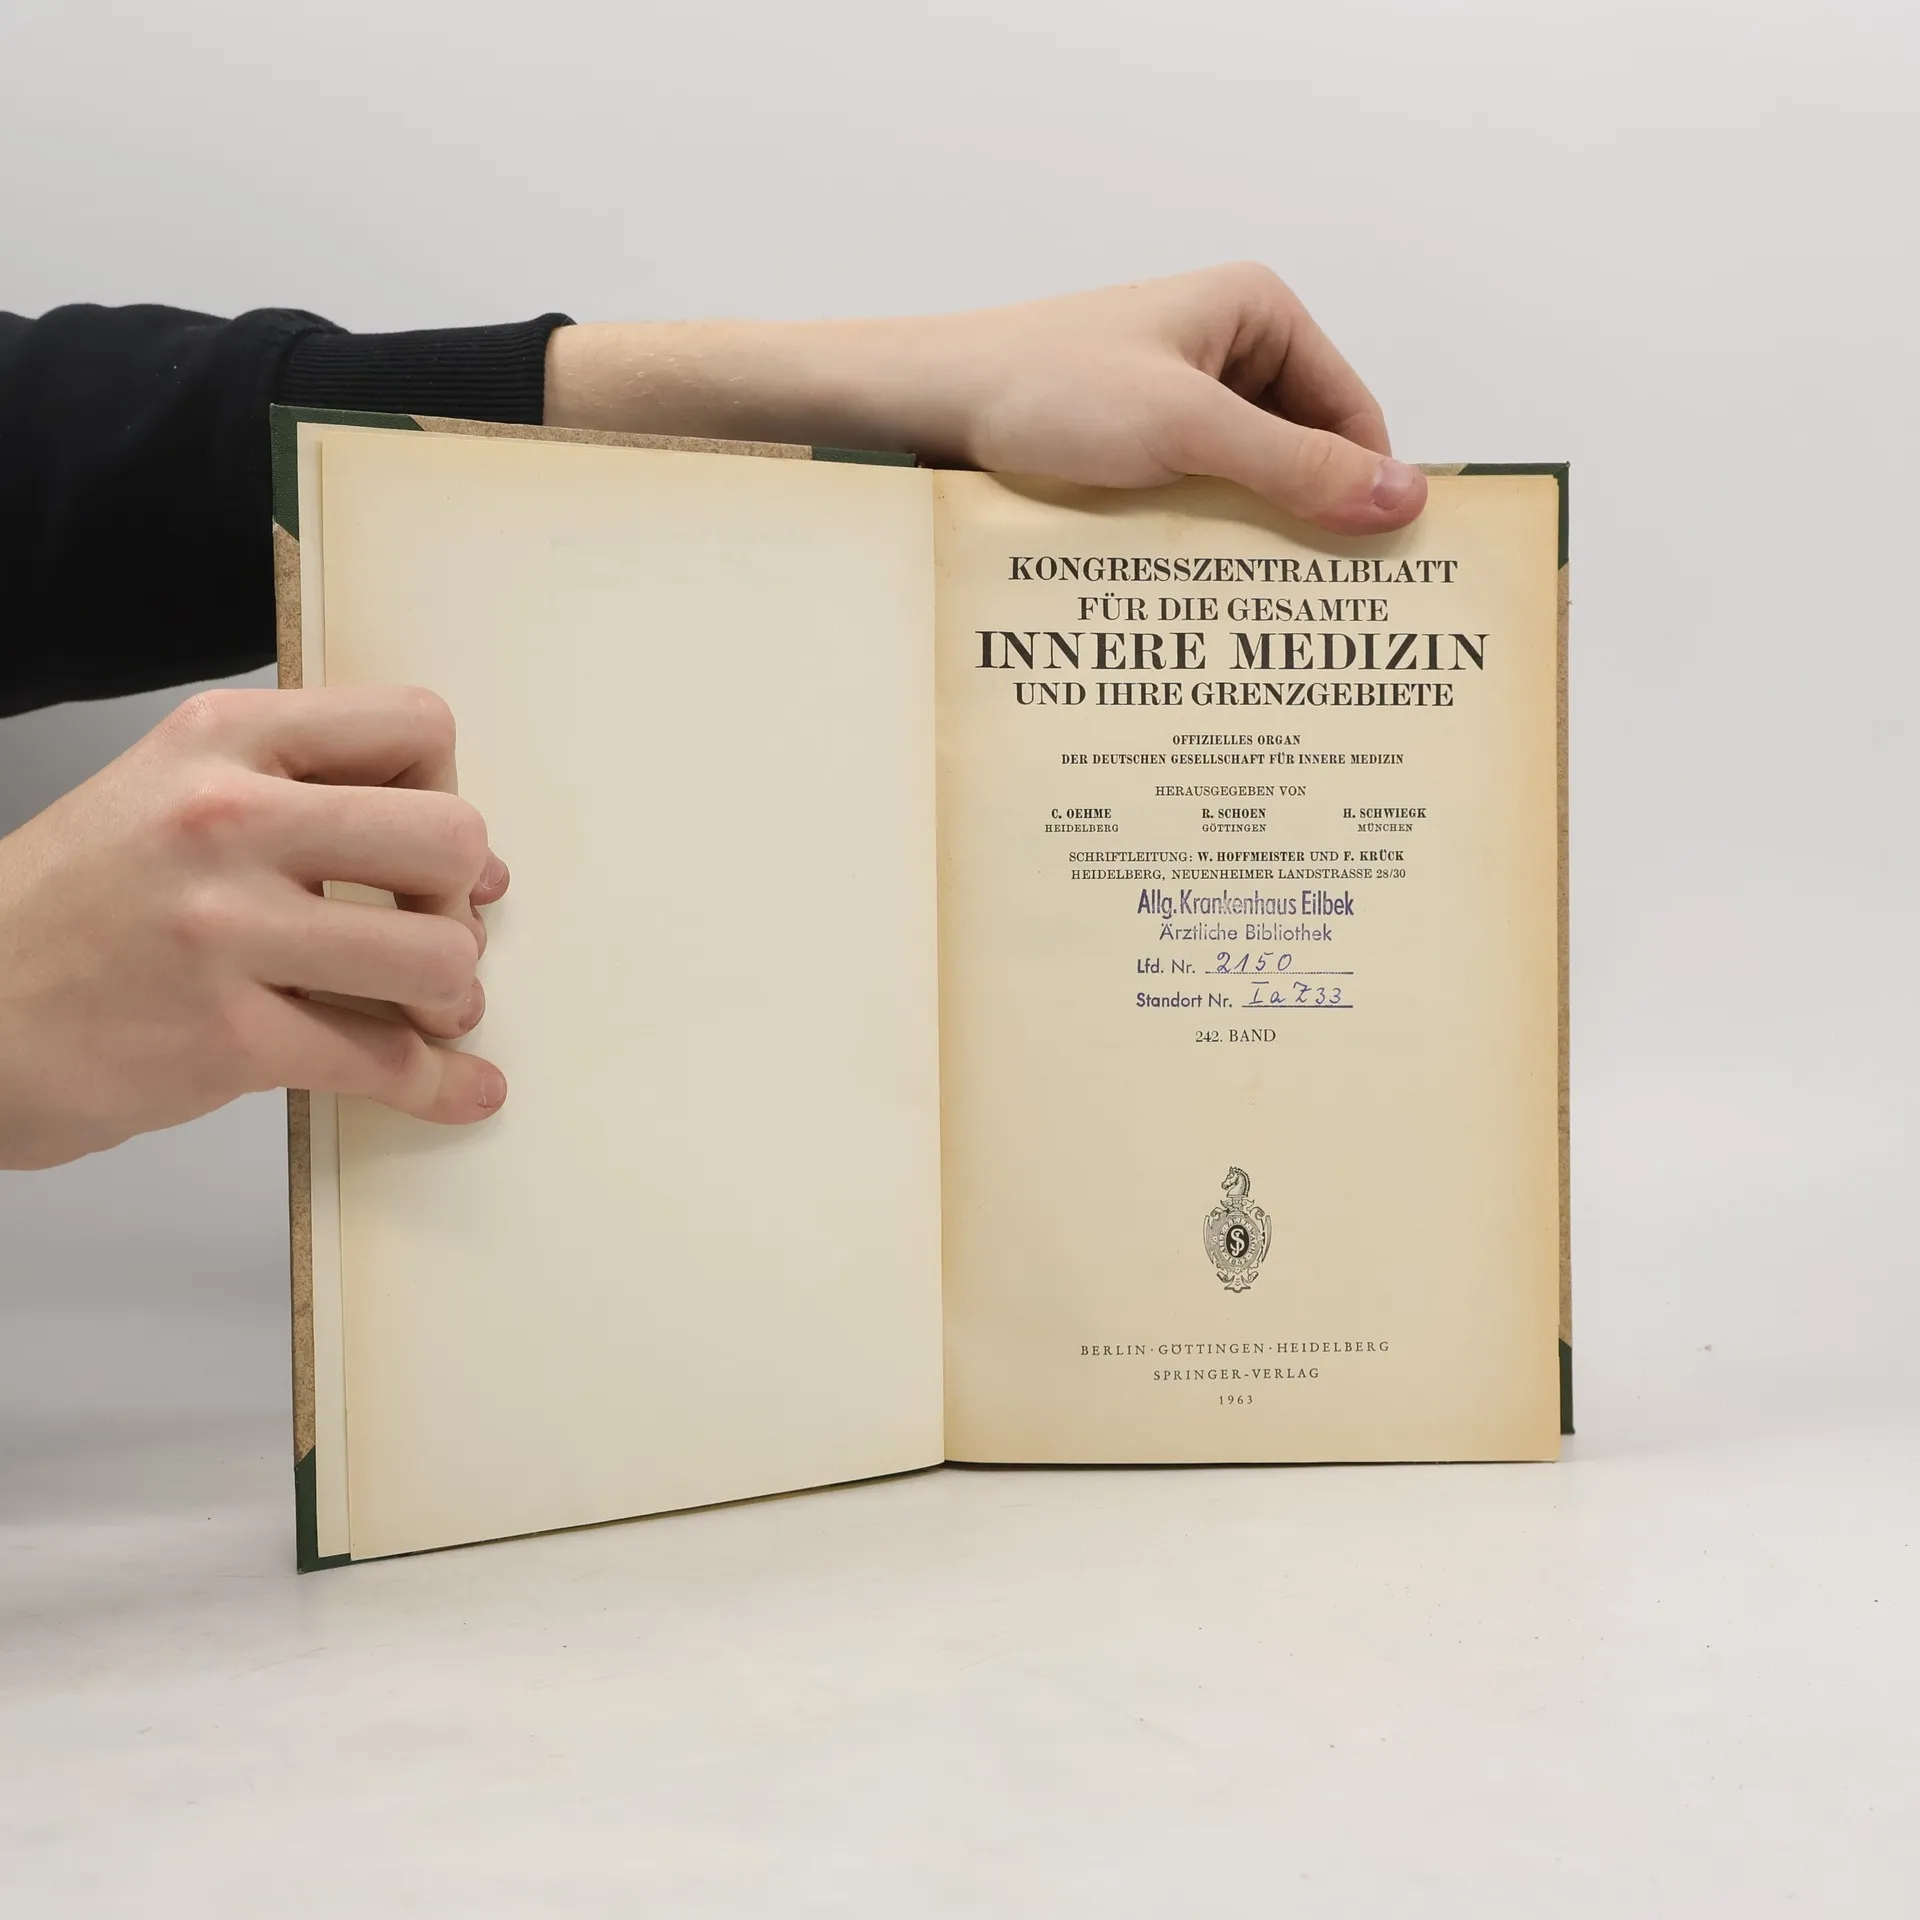 KONGRESSZENTRALBLATT
FÜR DIE GESAMTE
INNERE MEDIZIN
UND IHRE GRENZGEBIETE
OFFIZIELLES ORGAN
DER DEUTSCHEN GESELLSCHAFT FÜR INNERE MEDIZIN
HERAUSGEGEBEN VON
C. OEHME R. SCHOEN H. SCHWIEGK
HEIDELBERG GÖTTINGEN MÜNCHEN
SCHRIFTLEITUNG: W. HOFFMEISTER UND F. KRÜCK
HEIDELBERG, NEUENHEIMER LANDSTRASSE 28/30
Allg. Krankenhaus Eilbek
Ärztliche Bibliothek
Lfd. Nr. 2150
Standort Nr. Ia Z33
242. BAND
BERLIN · GÖTTINGEN · HEIDELBERG
SPRINGER-VERLAG
1963